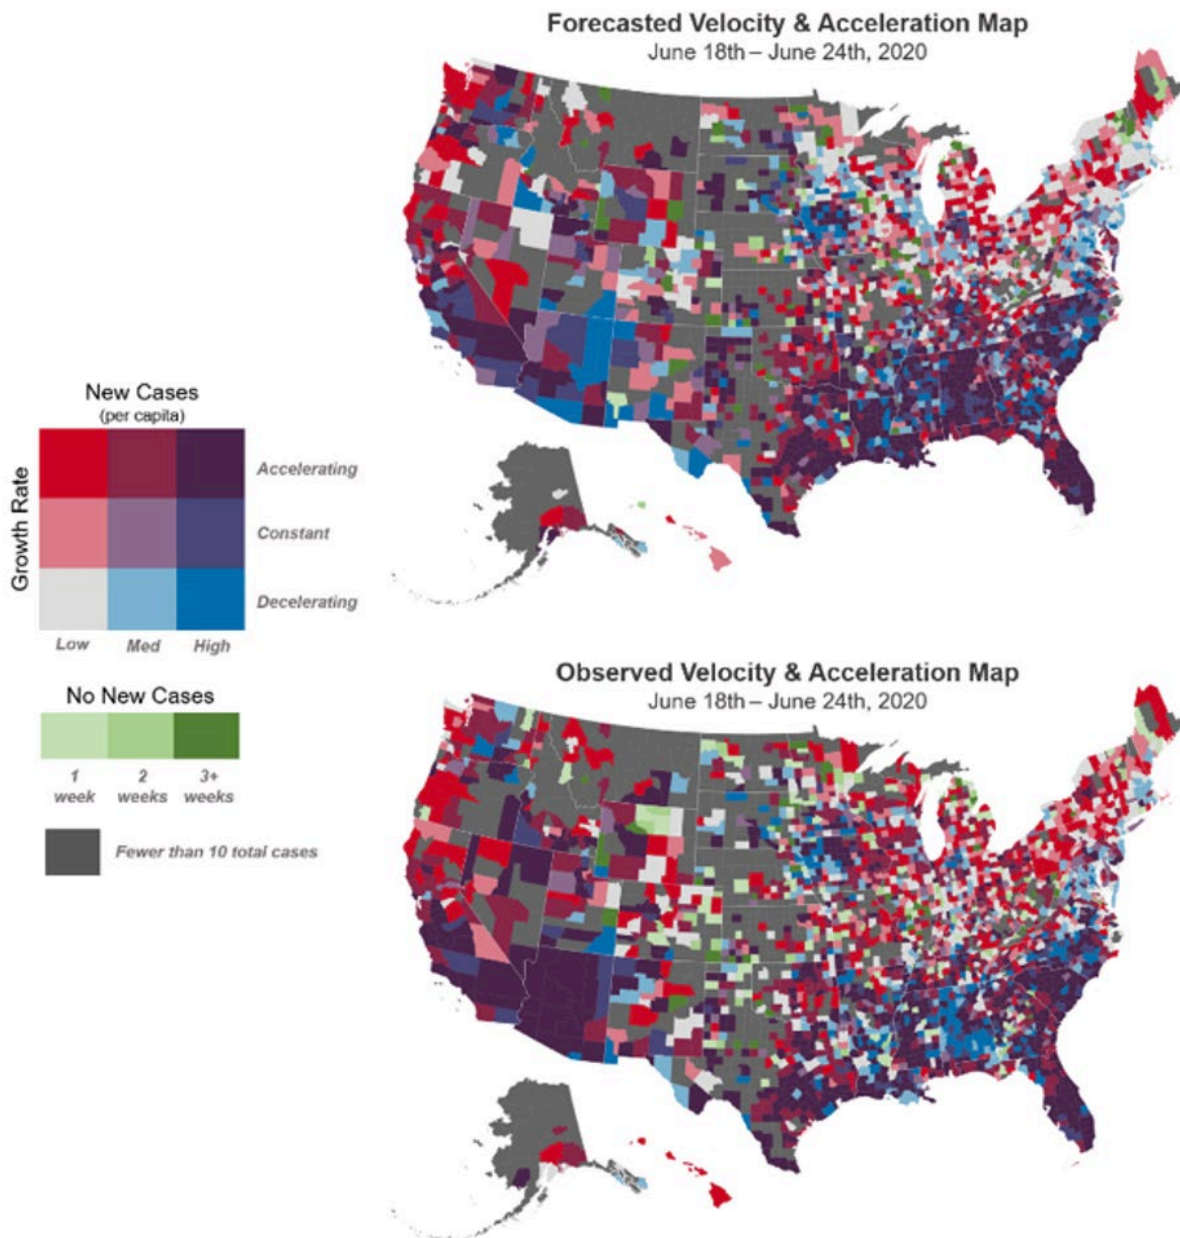 Forecasted Velocity & Acceleration Map
June 18th – June 24th, 2020
New Cases
(per capita)
Growth Rate
Accelerating
Constant
Decelerating
Low Med High
No New Cases
1 week
2 weeks
3+ weeks
Fewer than 10 total cases
Observed Velocity & Acceleration Map
June 18th – June 24th, 2020